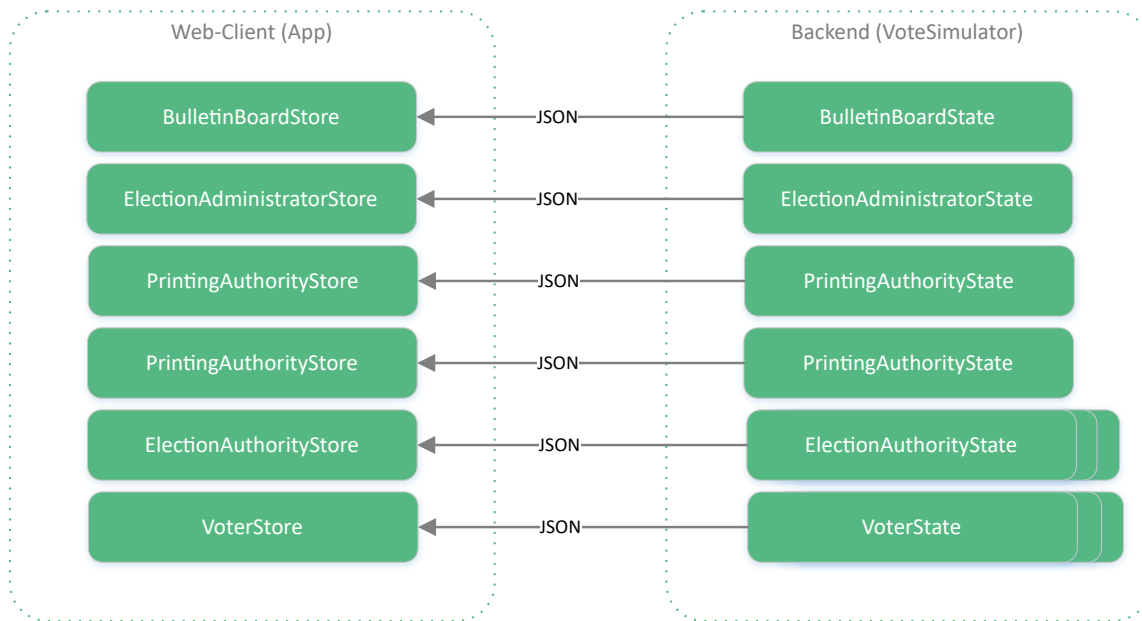 Web-Client (App)
Backend (VoteSimulator)
BulletinBoardStore
JSON
BulletinBoardState
ElectionAdministratorStore
JSON
ElectionAdministratorState
PrintingAuthorityStore
JSON
PrintingAuthorityState
PrintingAuthorityStore
JSON
PrintingAuthorityState
ElectionAuthorityStore
JSON
ElectionAuthorityState
VoterStore
JSON
VoterState